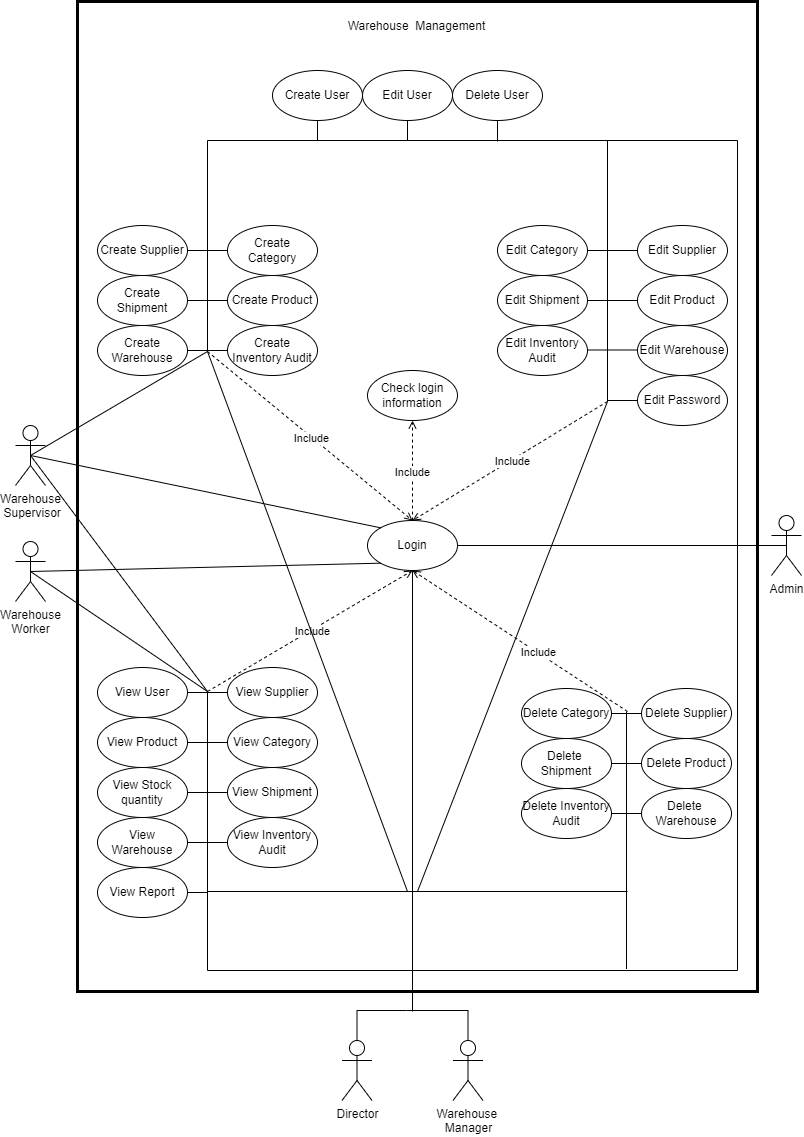 Warehouse Management
Create User
Edit User
Delete User
Create Supplier
Create
Category
Edit Category
Edit Supplier
Create
Shipment
Create Product
Edit Shipment
Edit Product
Create
Warehouse
Create
Inventory Audit
Edit Inventory
Audit
Edit Warehouse
Check login
information
Edit Password
Include
Include
Include
Warehouse
Supervisor
Login
Admin
Warehouse
Worker
Include
Include
View User
View Supplier
Delete Category
Delete Supplier
View Product
View Category
Delete
Shipment
Delete Product
View Stock
quantity
View Shipment
Delete Inventory
Audit
Delete
Warehouse
View
Warehouse
View Inventory
Audit
View Report
Director
Warehouse
Manager